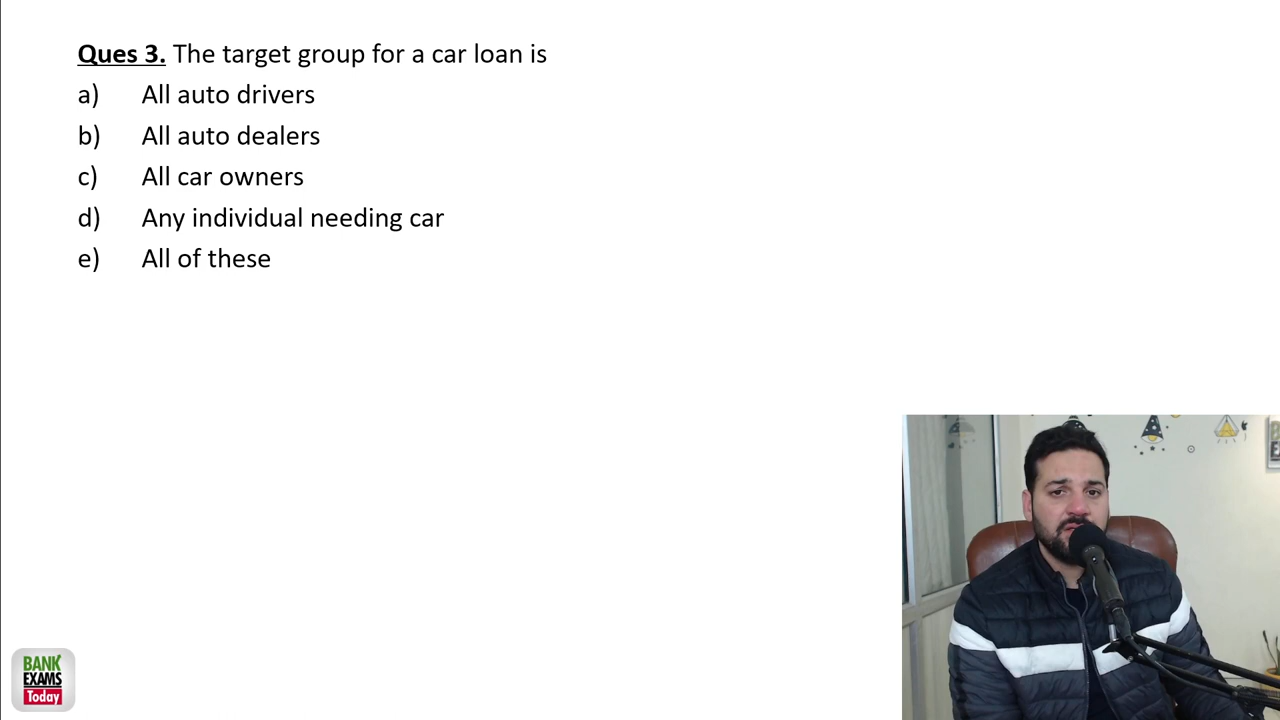 Ques 3. The target group for a car loan is
a) All auto drivers
b) All auto dealers
c) All car owners
d) Any individual needing car
e) All of these
BANK
EXAMS
Today